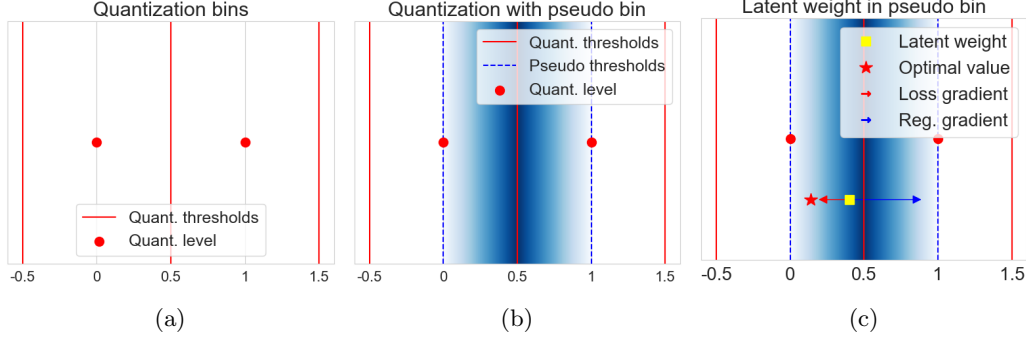 Quantization bins
Quant. thresholds
Quant. level
-0.5
0
0.5
1
1.5
(a)
Quantization with pseudo bin
Quant. thresholds
Pseudo thresholds
Quant. level
-0.5
0
0.5
1
1.5
(b)
Latent weight in pseudo bin
Latent weight
Optimal value
Loss gradient
Reg. gradient
-0.5
0
0.5
1
1.5
(c)